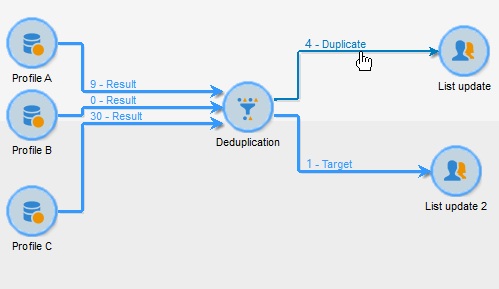 4 - Duplicate
Profile A
List update
9 - Result
0 - Result
30 - Result
Profile B
Deduplication
1 - Target
List update 2
Profile C